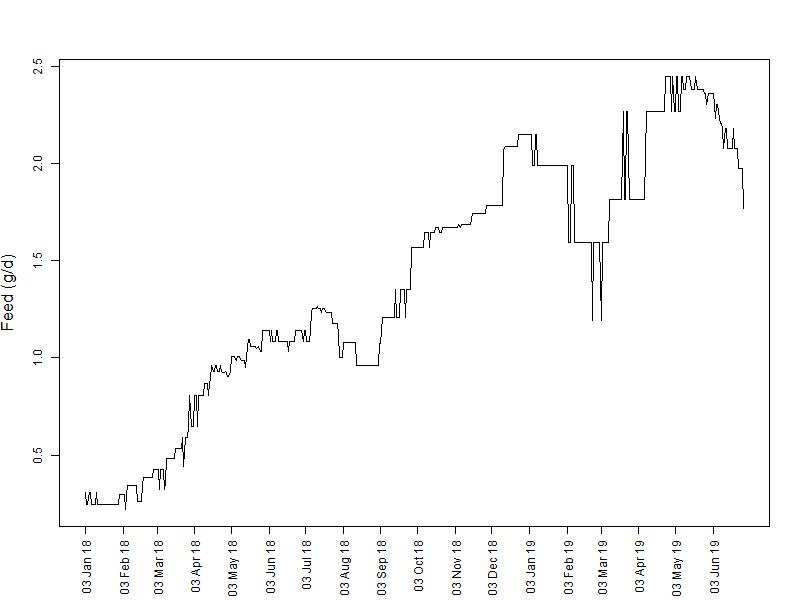 Feed (g/d)
2.5
2.0
1.5
1.0
0.5
03 Jan 18
03 Feb 18
03 Mar 18
03 Apr 18
03 May 18
03 Jun 18
03 Jul 18
03 Aug 18
03 Sep 18
03 Oct 18
03 Nov 18
03 Dec 18
03 Jan 19
03 Feb 19
03 Mar 19
03 Apr 19
03 May 19
03 Jun 19